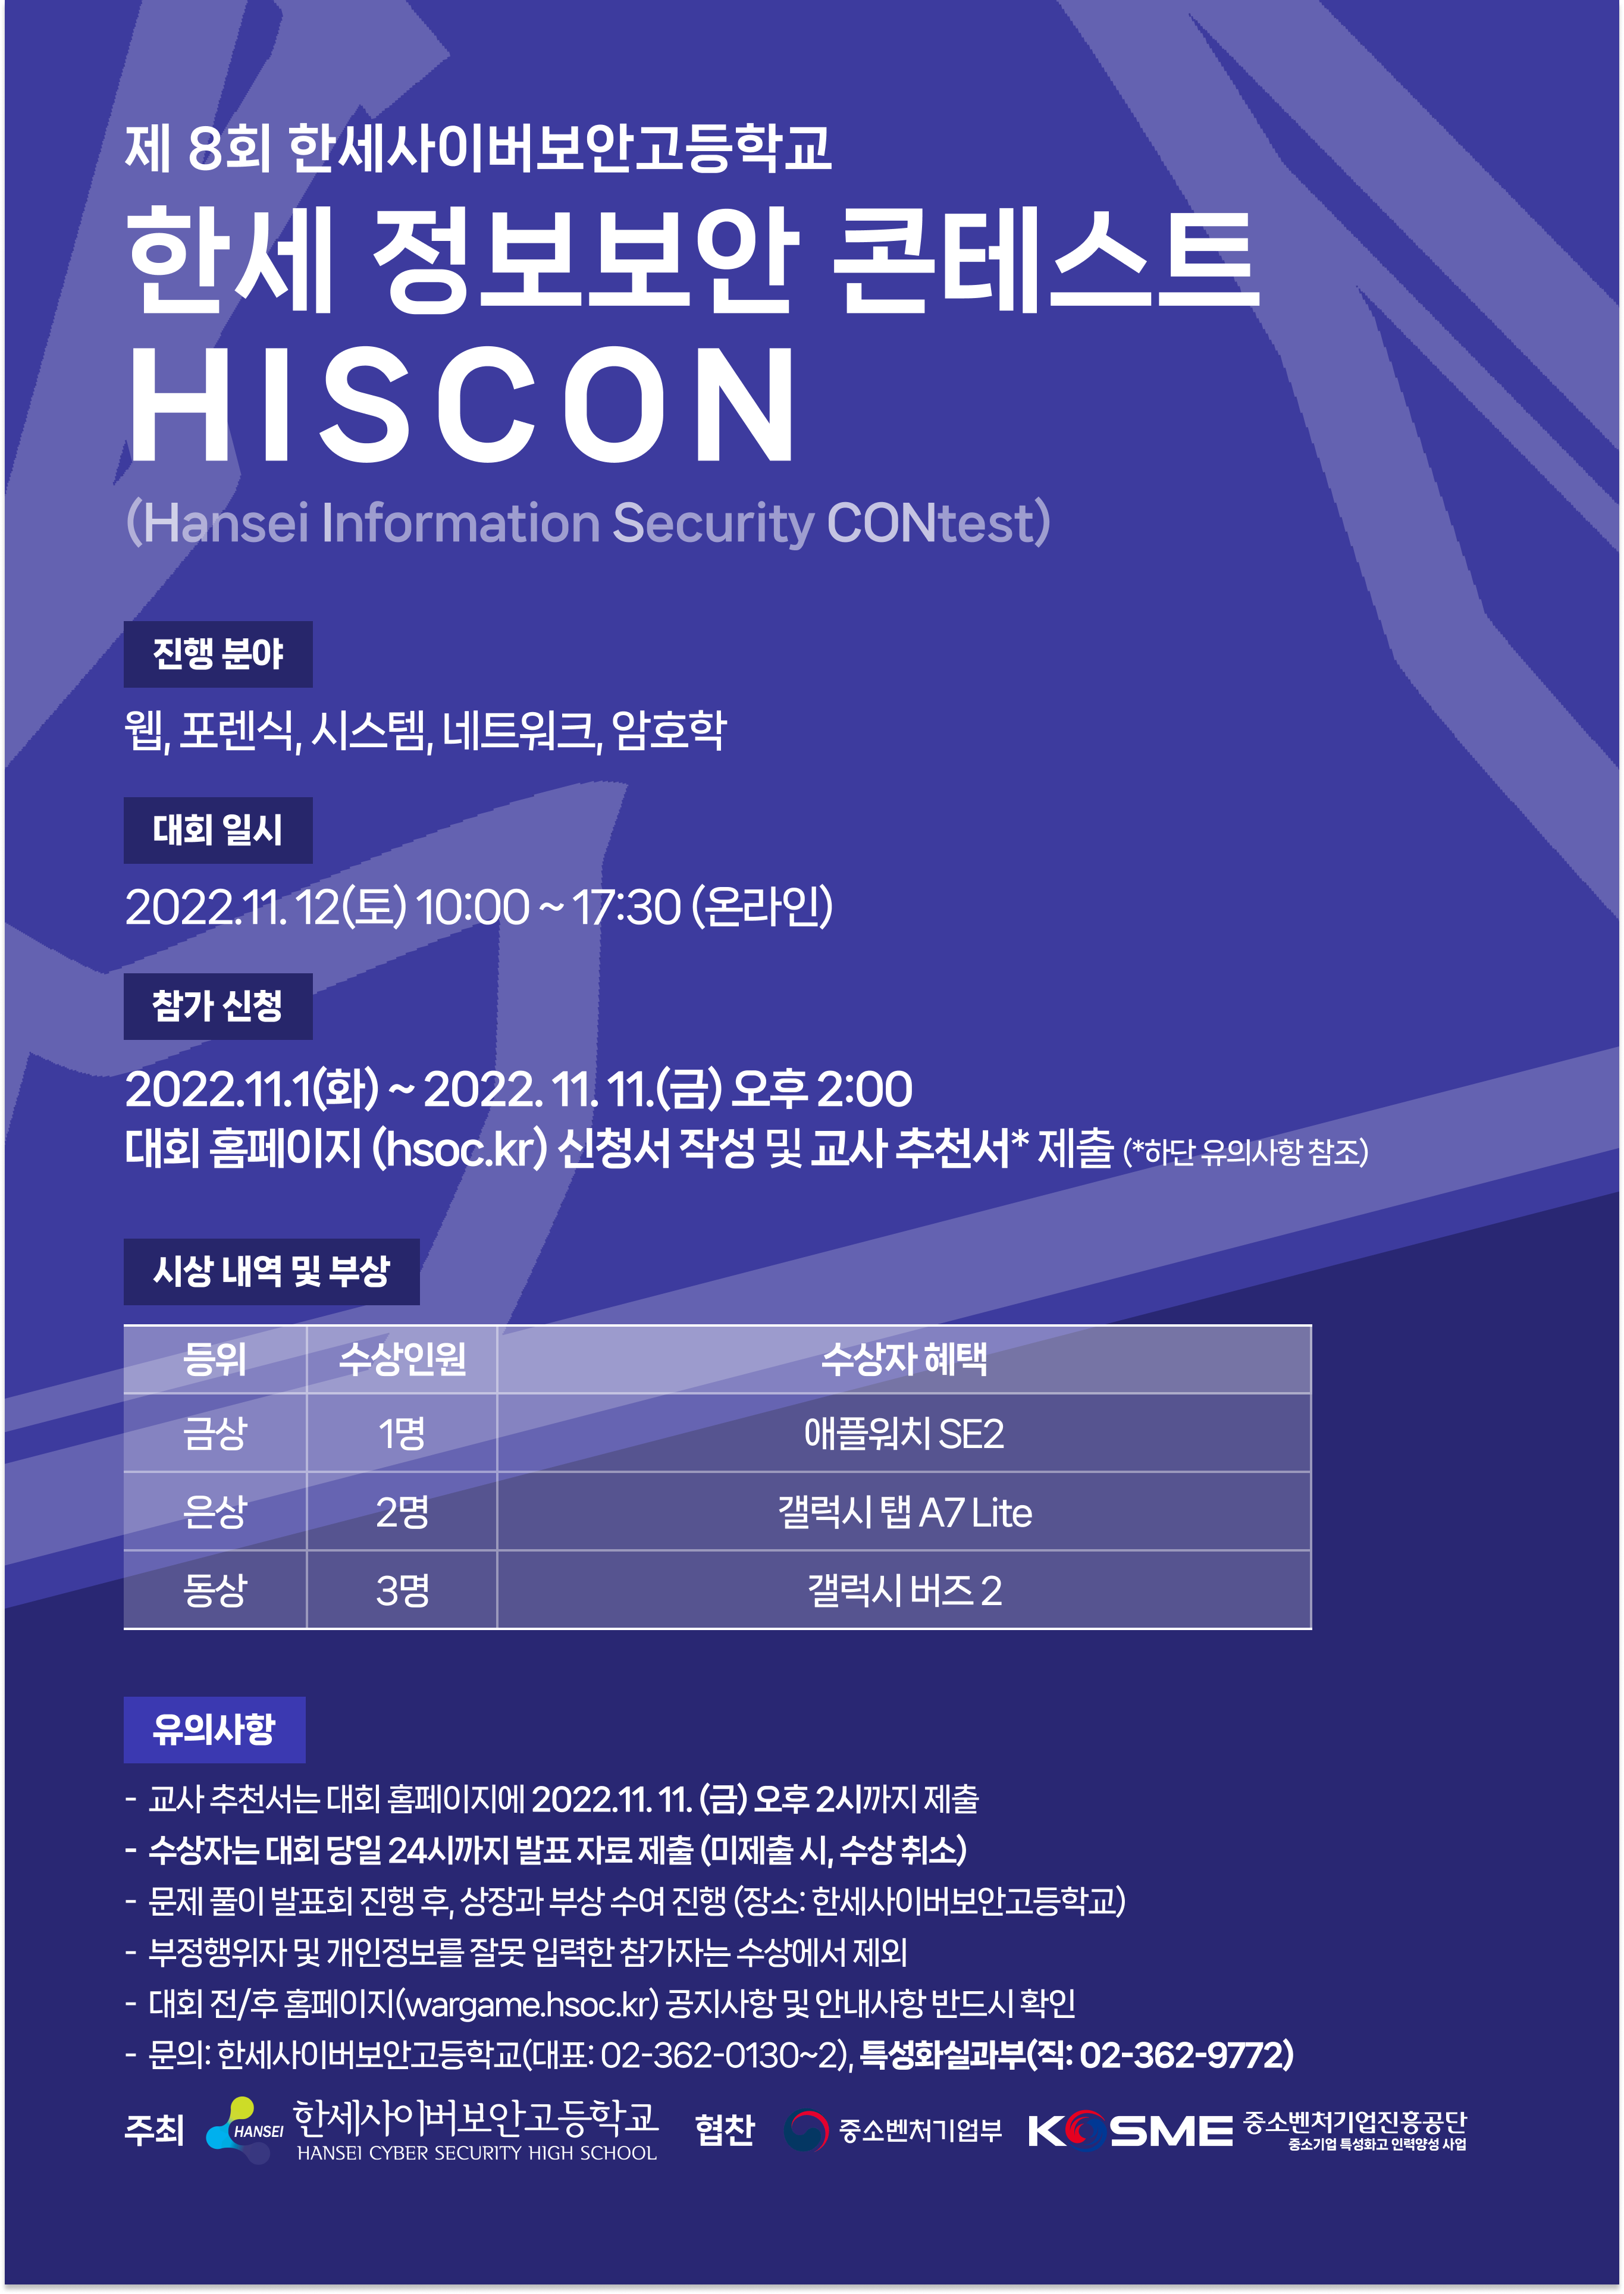 제 8회 한세사이버보안고등학교
한세 정보보안 콘테스트
HISCON
(Hansei Information Security CONtest)
진행 분야
웹, 포렌식, 시스템, 네트워크, 암호학
대회 일시
2022.11. 12(토) 10:00 ~ 17:30 (온라인)
참가 신청
2022.11.1(화) ~ 2022. 11. 11.(금) 오후 2:00
대회 홈페이지 (hsoc.kr) 신청서 작성 및 교사 추천서* 제출 (*하단 유의사항 참조)
시상 내역 및 부상
등위 수상인원 수상자 혜택
금상 1명 애플워치 SE2
은상 2명 갤럭시 탭 A7 Lite
동상 3명 갤럭시 버즈 2
유의사항
- 교사 추천서는 대회 홈페이지에 2022.11. 11. (금) 오후 2시까지 제출
- 수상자는 대회 당일 24시까지 발표 자료 제출 (미제출 시, 수상 취소)
- 문제 풀이 발표회 진행 후, 상장과 부상 수여 진행 (장소: 한세사이버보안고등학교)
- 부정행위자 및 개인정보를 잘못 입력한 참가자는 수상에서 제외
- 대회 전/후 홈페이지(wargame.hsoc.kr) 공지사항 및 안내사항 반드시 확인
- 문의: 한세사이버보안고등학교(대표: 02-362-0130~2), 특성화실과부(직: 02-362-9772)
주최 HANSEI 한세사이버보안고등학교 협찬 중소벤처기업부 KOSME 중소벤처기업진흥공단
HANSEI CYBER SECURITY HIGH SCHOOL 중소기업 특성화고 인력양성 사업